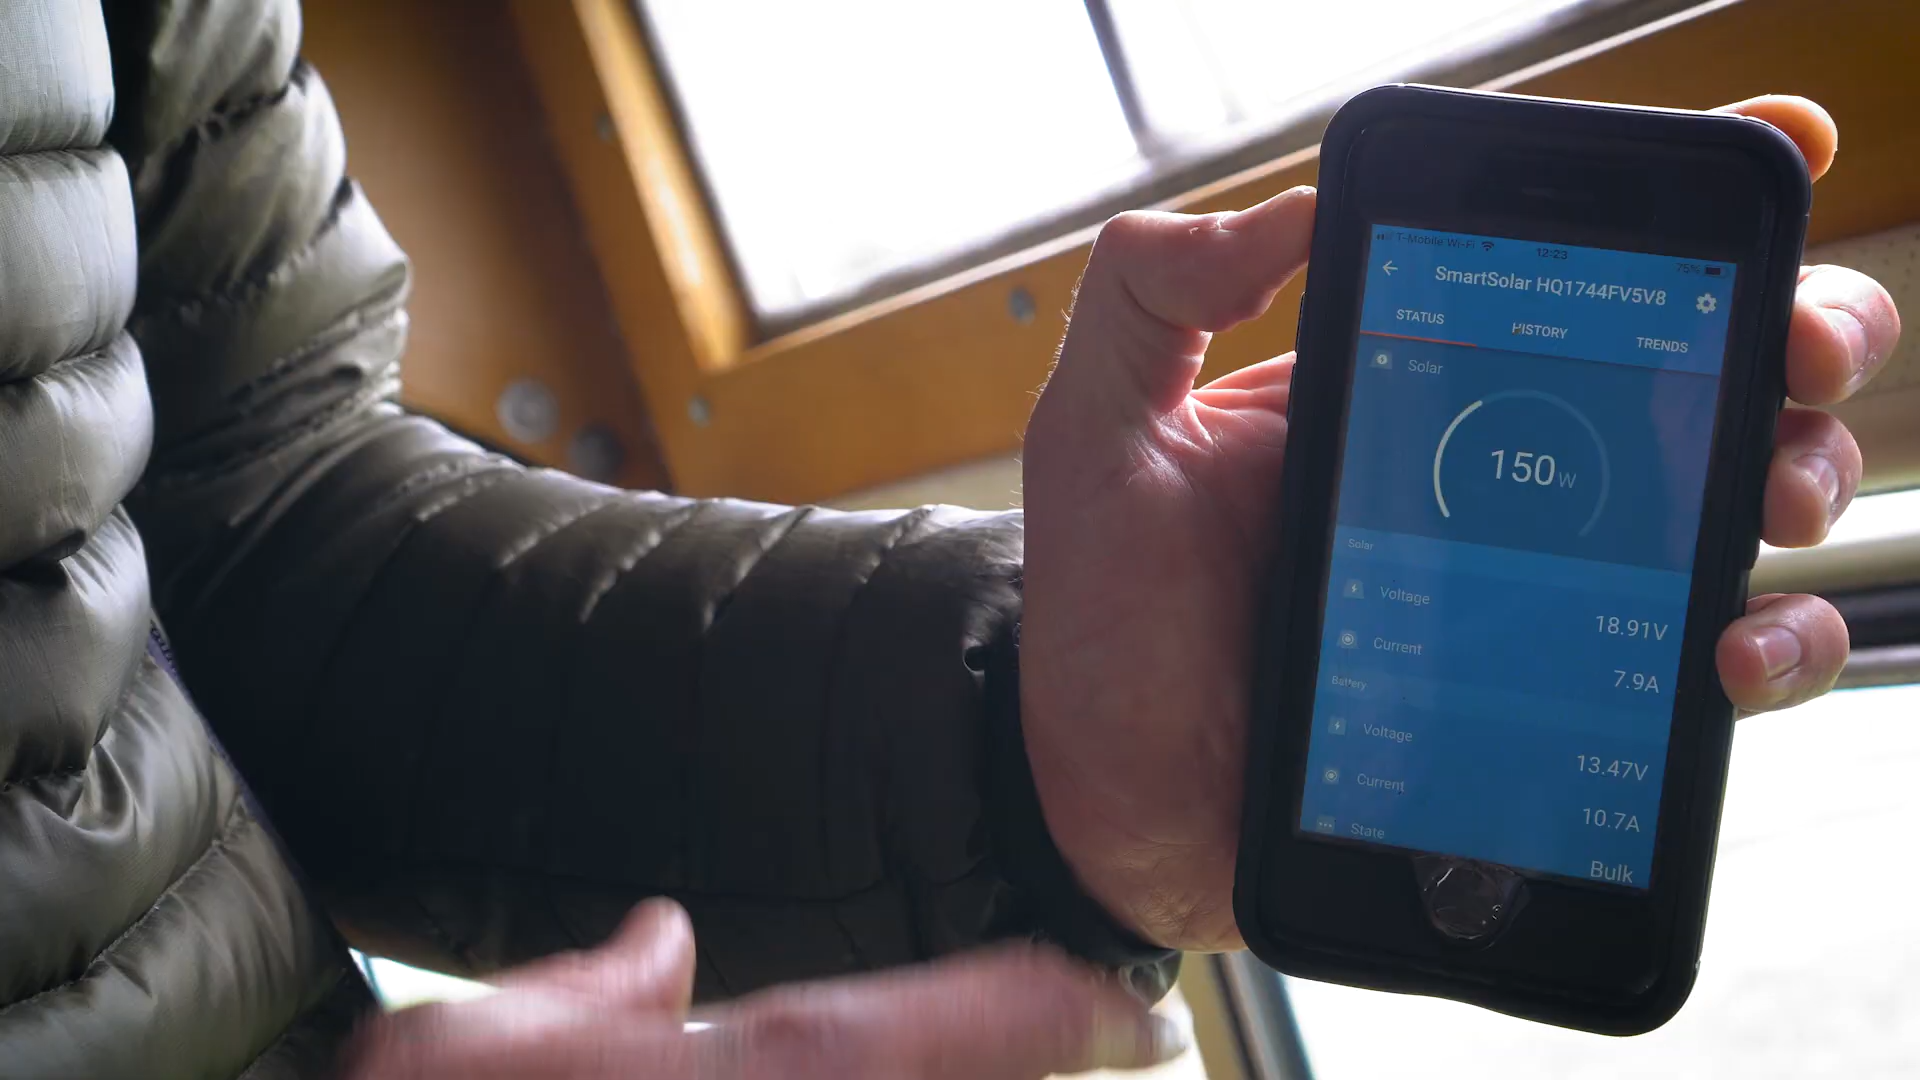 T-Mobile Wi-Fi 12:23 75%
SmartSolar HQ1744FV5V8
STATUS HISTORY TRENDS
Solar
150W
Solar
Voltage
18.91V
Current
7.9A
Battery
Voltage
13.47V
Current
10.7A
State
Bulk